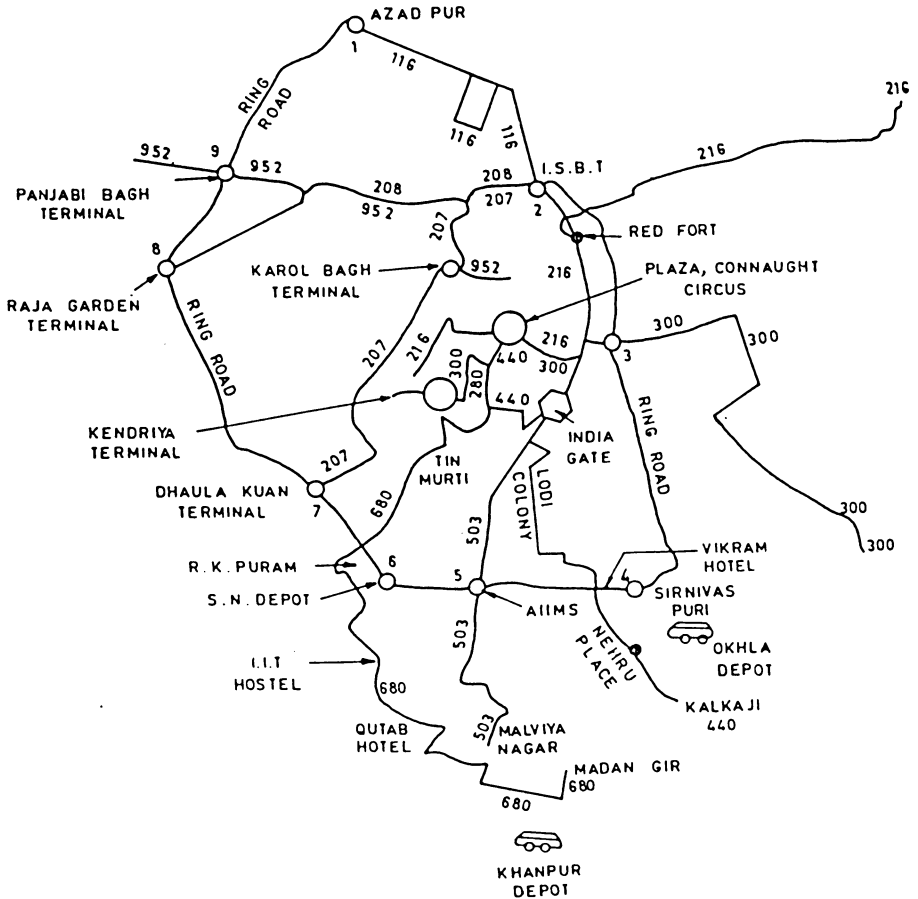 AZAD PUR
1
116
RING
ROAD
116
116
216
216
952
9
952
I.S.B.T
PANJABI BAGH
TERMINAL
208
952
208
207
2
207
RED FORT
8
KAROL BAGH
TERMINAL
952
216
PLAZA, CONNAUGHT
CIRCUS
RAJA GARDEN
TERMINAL
RING ROAD
207
216
300
440
280
216
300
3
300
300
440
KENDRIYA
TERMINAL
TIN
MURTI
INDIA
GATE
RING ROAD
207
DHAULA KUAN
TERMINAL
7
680
LODI
COLONY
503
300
300
R.K.PURAM
6
S.N. DEPOT
5
AIIMS
4
VIKRAM
HOTEL
SIRNIVAS
PURI
503
NEHRU
PLACE
OKHLA
DEPOT
I.I.T
HOSTEL
680
KALKAJI
440
QUTAB
HOTEL
503
MALVIYA
NAGAR
MADAN GIR
680
680
KHANPUR
DEPOT